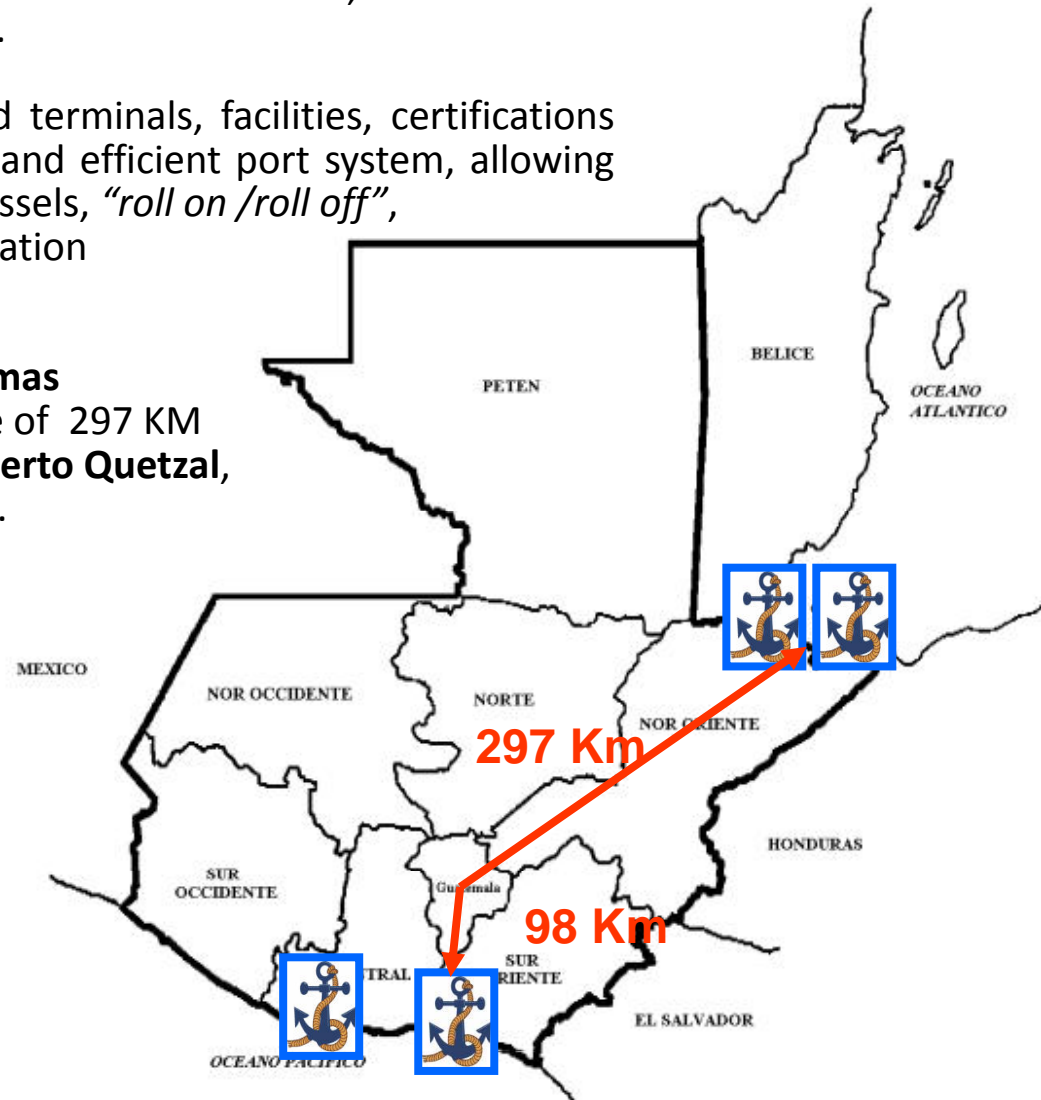 .
d terminals, facilities, certifications
and efficient port system, allowing
ssels, “roll on /roll off”,
ation
mas
e of 297 KM
erto Quetzal,
.
BELICE
PETEN
OCEANO
ATLANTICO
MEXICO
NOR OCCIDENTE
NORTE
NOR ORIENTE
297 Km
HONDURAS
SUR
OCCIDENTE
Guatemala
98 Km
SUR
RIENTE
TRAL
EL SALVADOR
OCEANO PACIFICO